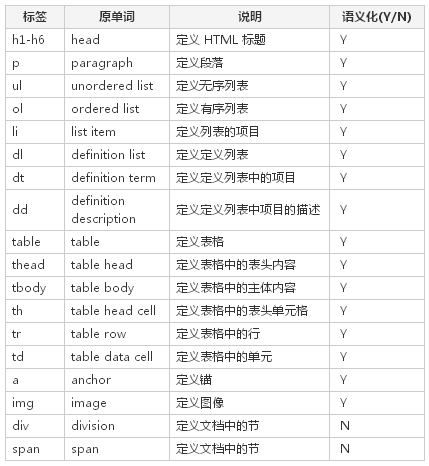 标签 原单词 说明 语义化(Y/N)
h1-h6 head 定义 HTML 标题 Y
p paragraph 定义段落 Y
ul unordered list 定义无序列表 Y
ol ordered list 定义有序列表 Y
li list item 定义列表的项目 Y
dl definition list 定义定义列表 Y
dt definition term 定义定义列表中的项目 Y
dd definition description 定义定义列表中项目的描述 Y
table table 定义表格 Y
thead table head 定义表格中的表头内容 Y
tbody table body 定义表格中的主体内容 Y
th table head cell 定义表格中的表头单元格 Y
tr table row 定义表格中的行 Y
td table data cell 定义表格中的单元 Y
a anchor 定义锚 Y
img image 定义图像 Y
div division 定义文档中的节 N
span span 定义文档中的节 N